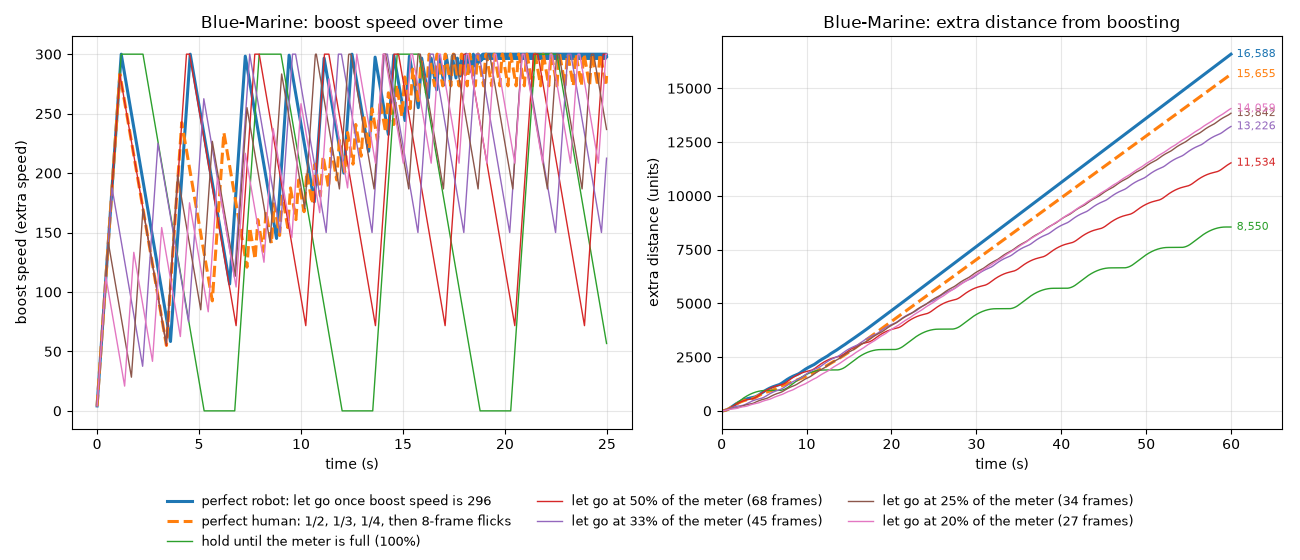 Blue-Marine: boost speed over time
boost speed (extra speed)
300
250
200
150
100
50
0
0 5 10 15 20 25
time (s)
Blue-Marine: extra distance from boosting
extra distance (units)
15000
12500
10000
7500
5000
2500
0
0 10 20 30 40 50 60
time (s)
16,588
15,655
13,842
13,226
11,534
8,550
perfect robot: let go once boost speed is 296
perfect human: 1/2, 1/3, 1/4, then 8-frame flicks
hold until the meter is full (100%)
let go at 50% of the meter (68 frames)
let go at 33% of the meter (45 frames)
let go at 25% of the meter (34 frames)
let go at 20% of the meter (27 frames)